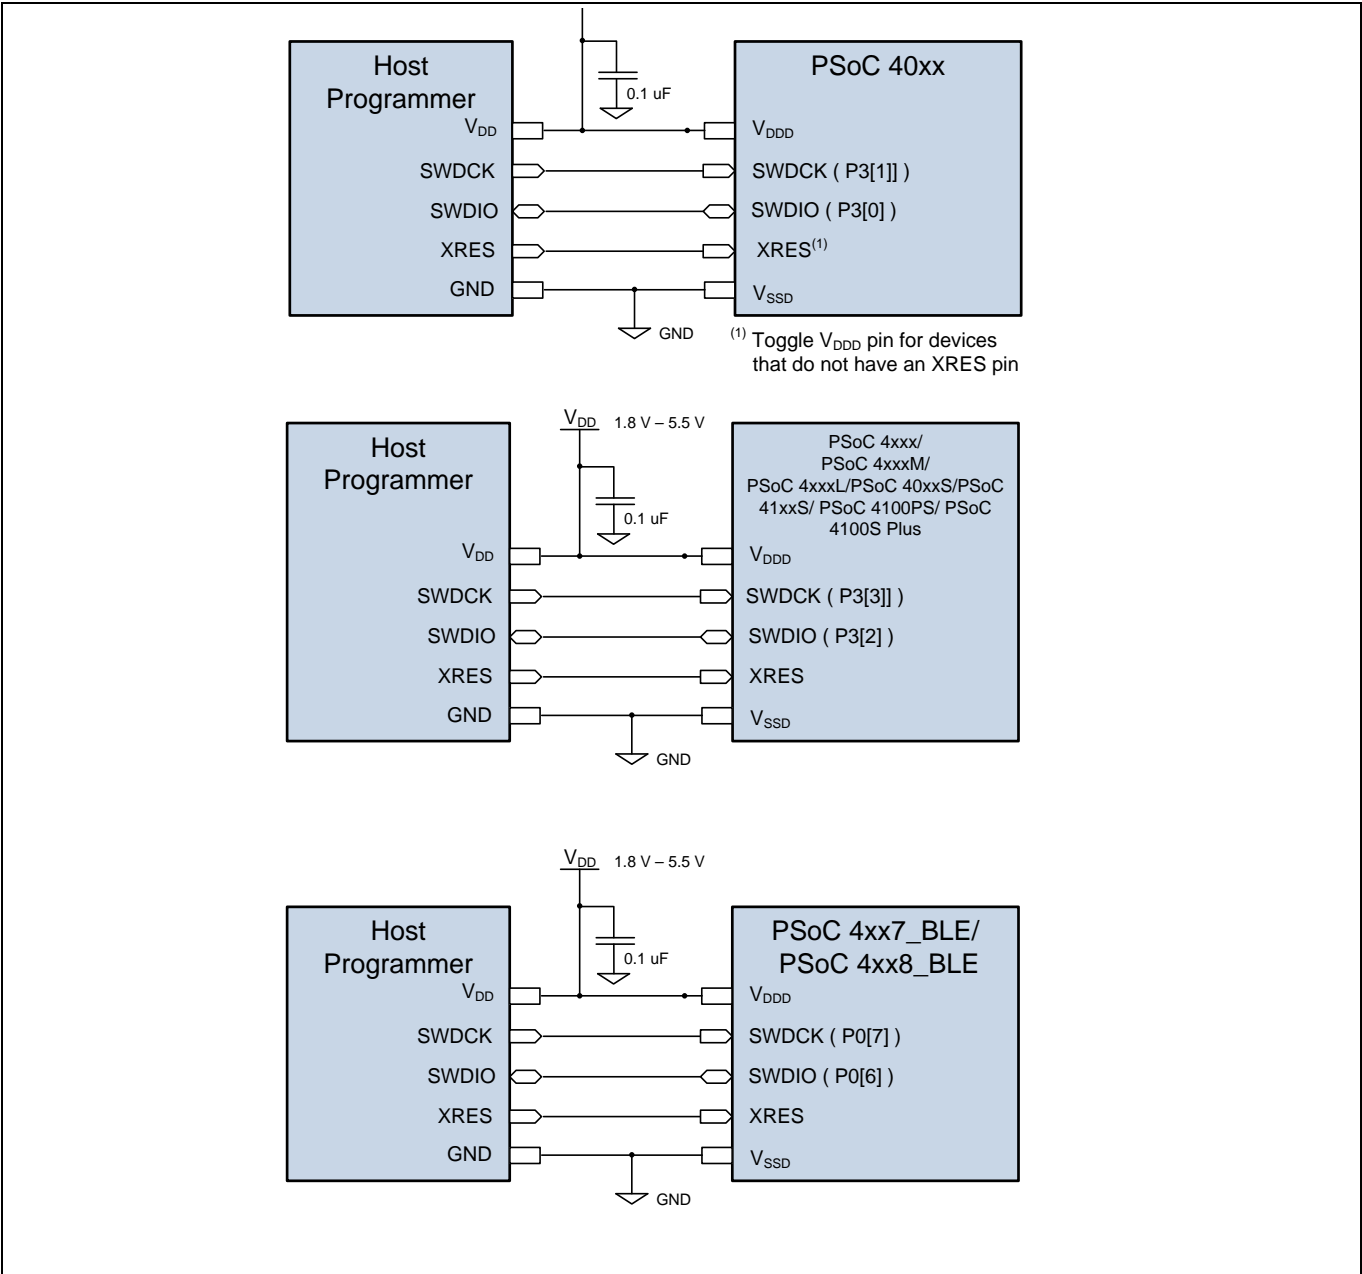 Host
Programmer
PSoC 40xx
0.1 uF
VDD
VDDD
SWDCK
SWDCK ( P3[1]] )
SWDIO
SWDIO ( P3[0] )
XRES
XRES(1)
GND
VSSD
GND
(1) Toggle VDDD pin for devices
that do not have an XRES pin
VDD 1.8 V – 5.5 V
Host
Programmer
PSoC 4xxx/
PSoC 4xxxM/
PSoC 4xxxL/PSoC 40xxS/PSoC
41xxS/ PSoC 4100PS/ PSoC
4100S Plus
0.1 uF
VDD
VDDD
SWDCK
SWDCK ( P3[3]] )
SWDIO
SWDIO ( P3[2] )
XRES
XRES
GND
VSSD
GND
VDD 1.8 V – 5.5 V
Host
Programmer
PSoC 4xx7_BLE/
PSoC 4xx8_BLE
0.1 uF
VDD
VDDD
SWDCK
SWDCK ( P0[7] )
SWDIO
SWDIO ( P0[6] )
XRES
XRES
GND
VSSD
GND